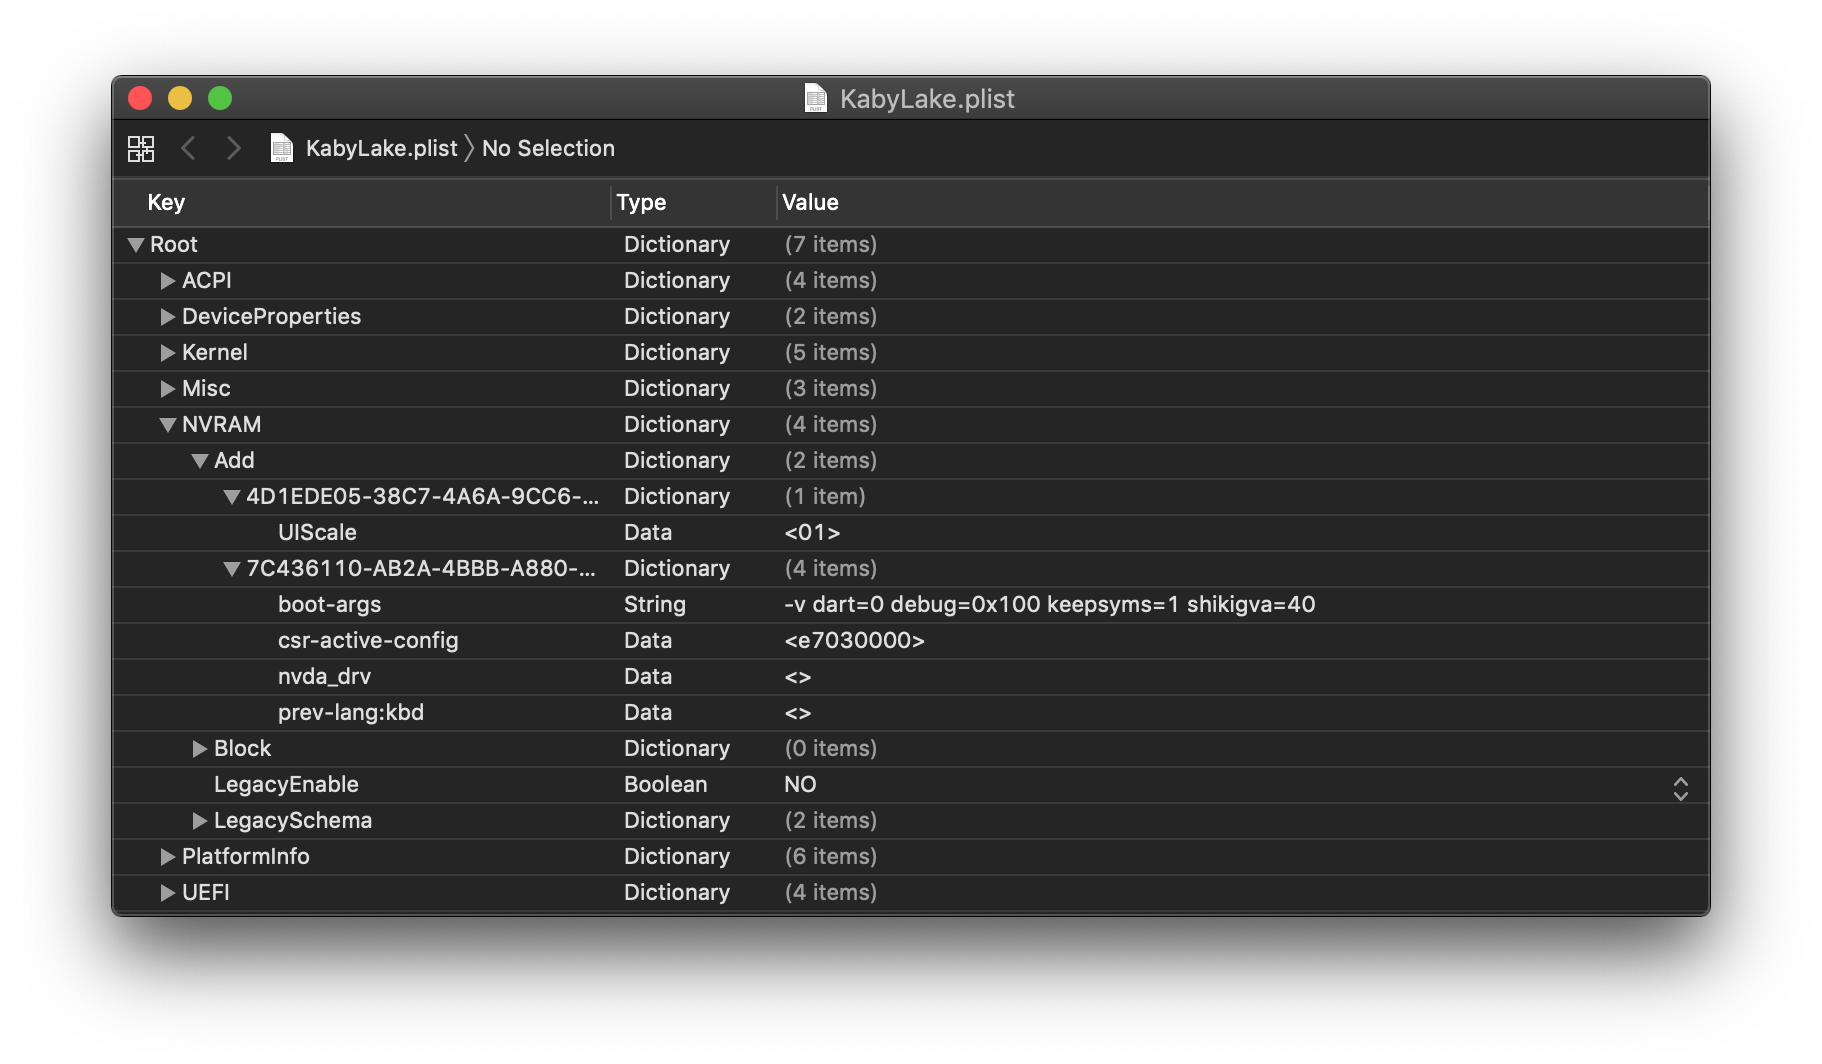 KabyLake.plist
KabyLake.plist 〉 No Selection
Key Type Value
Root Dictionary (7 items)
ACPI Dictionary (4 items)
DeviceProperties Dictionary (2 items)
Kernel Dictionary (5 items)
Misc Dictionary (3 items)
NVRAM Dictionary (4 items)
Add Dictionary (2 items)
4D1EDE05-38C7-4A6A-9CC6-... Dictionary (1 item)
UIScale Data <01>
7C436110-AB2A-4BBB-A880-... Dictionary (4 items)
boot-args String -v dart=0 debug=0x100 keepsyms=1 shikigva=40
csr-active-config Data <e7030000>
nvda_drv Data <>
prev-lang:kbd Data <>
Block Dictionary (0 items)
LegacyEnable Boolean NO
LegacySchema Dictionary (2 items)
PlatformInfo Dictionary (6 items)
UEFI Dictionary (4 items)